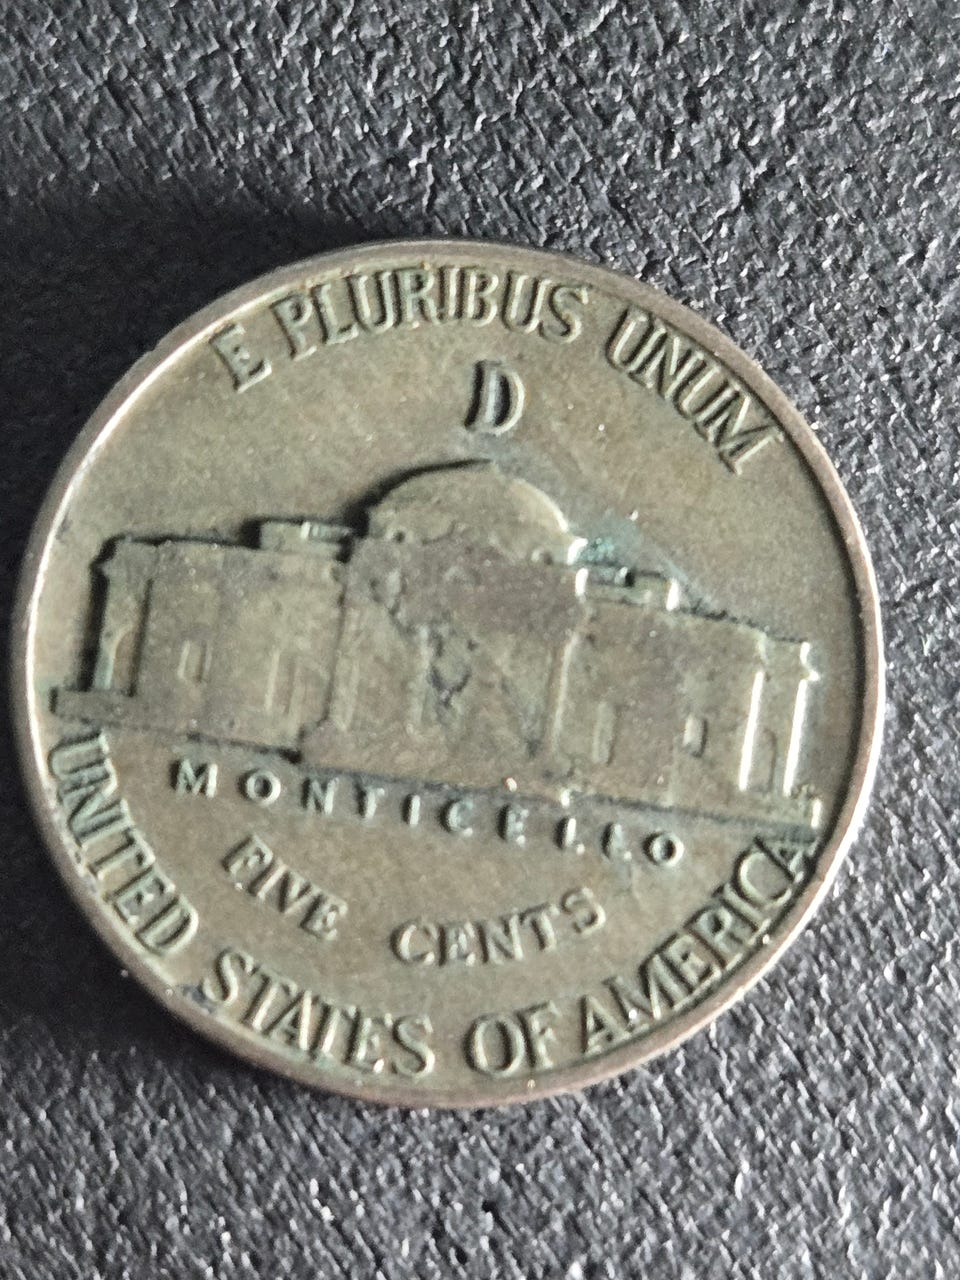 E PLURIBUS UNUM
D
MONTICELLO
FIVE CENTS
UNITED STATES OF AMERICA